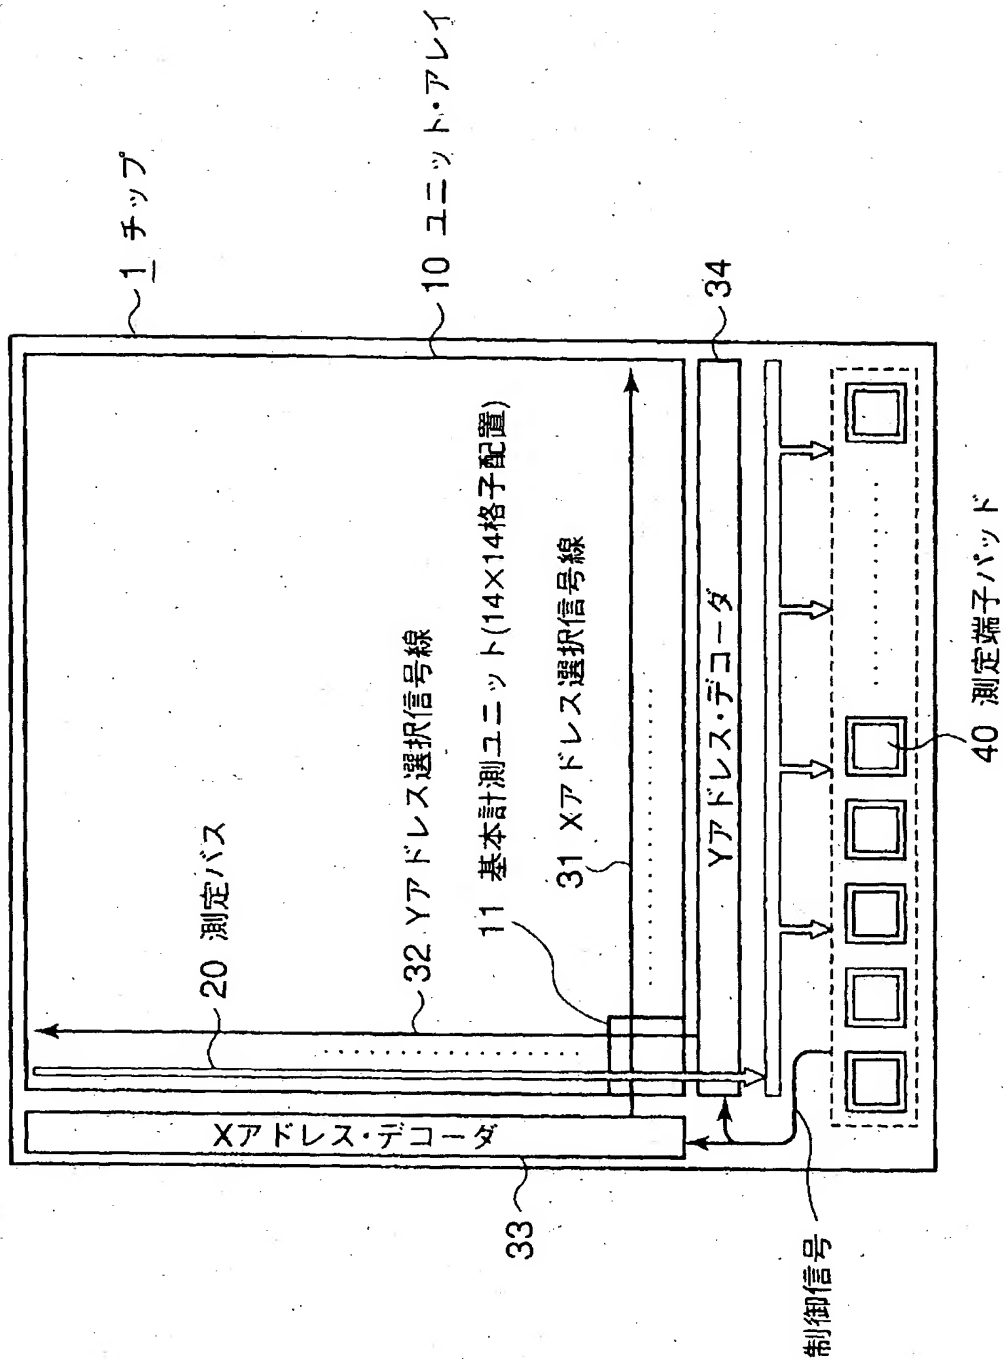 1 チップ
10 ユニット・アレイ
20 測定バス
32 Yアドレス選択信号線
11 基本計測ユニット(14×14格子配置)
31 Xアドレス選択信号線
34
Yアドレス・デコーダ
Xアドレス・デコーダ
33
40 測定端子パッド
制御信号